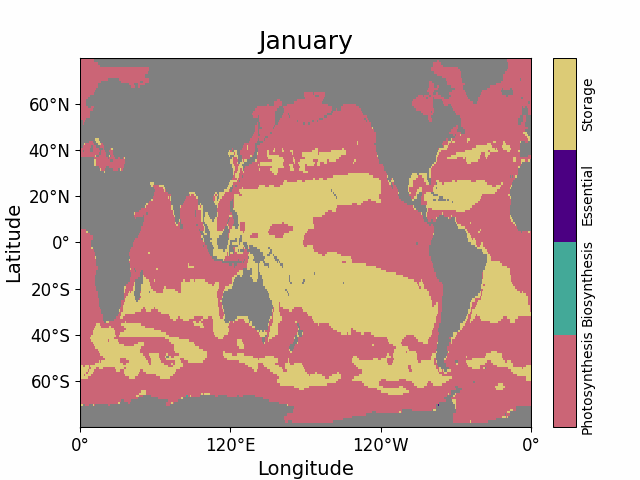 January
60°N
40°N
20°N
0°
20°S
40°S
60°S
Latitude
0°
120°E
120°W
0°
Longitude
Storage
Essential
Biosynthesis
Photosynthesis